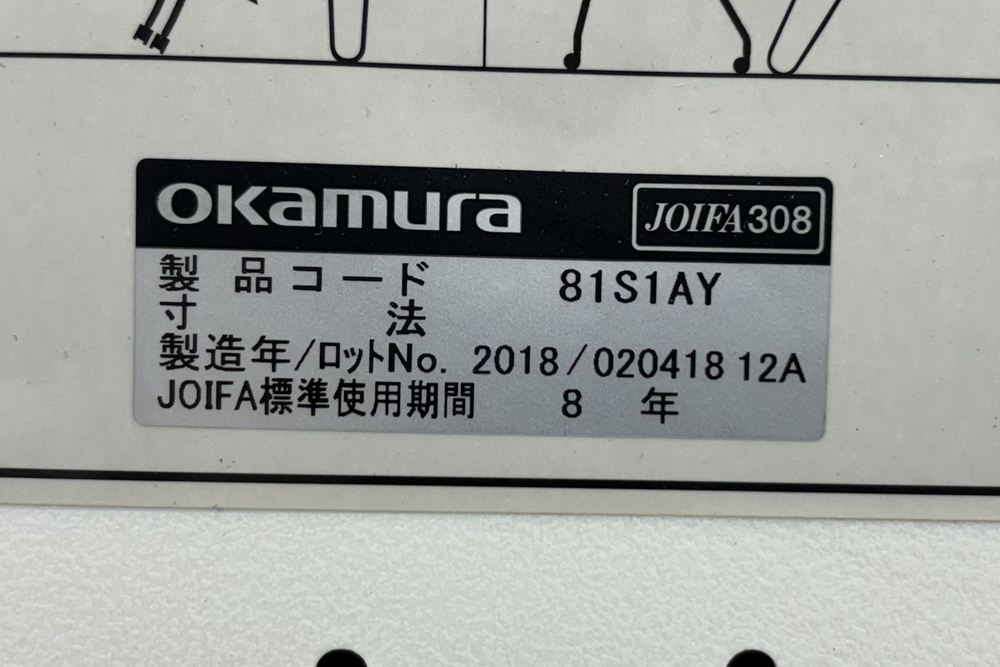 OKamura
JOIFA308
製品コード 81S1AY
寸法
製造年/ロットNo. 2018/020418 12A
JOIFA標準使用期間 8 年